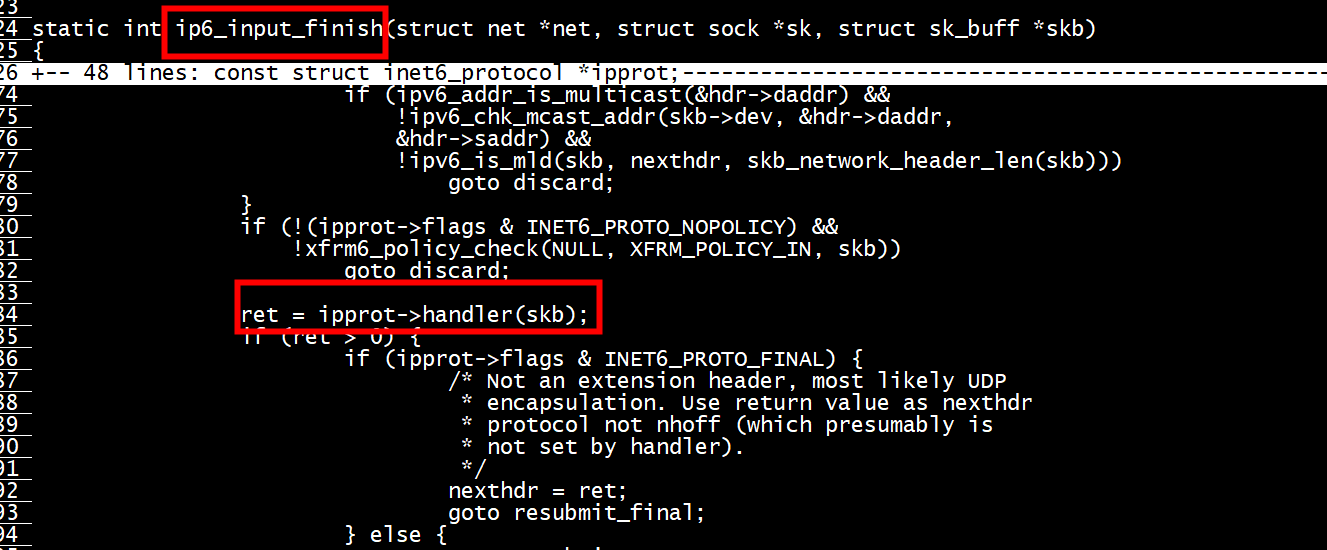 23
24 static int ip6_input_finish(struct net *net, struct sock *sk, struct sk_buff *skb)
25 {
26 +-- 48 lines: const struct inet6_protocol *ipprot;--------------------------------------------------
74 if (ipv6_addr_is_multicast(&hdr->daddr) &&
75 !ipv6_chk_mcast_addr(skb->dev, &hdr->daddr,
76 &hdr->saddr) &&
77 !ipv6_is_mld(skb, nexthdr, skb_network_header_len(skb)))
78 goto discard;
79 }
80 if (!(ipprot->flags & INET6_PROTO_NOPOLICY) &&
81 !xfrm6_policy_check(NULL, XFRM_POLICY_IN, skb))
82 goto discard;
83
84 ret = ipprot->handler(skb);
85 if (ret > 0) {
86 if (ipprot->flags & INET6_PROTO_FINAL) {
87 /* Not an extension header, most likely UDP
88 * encapsulation. Use return value as nexthdr
89 * protocol not nhoff (which presumably is
90 * not set by handler).
91 */
92 nexthdr = ret;
93 goto resubmit_final;
94 } else {